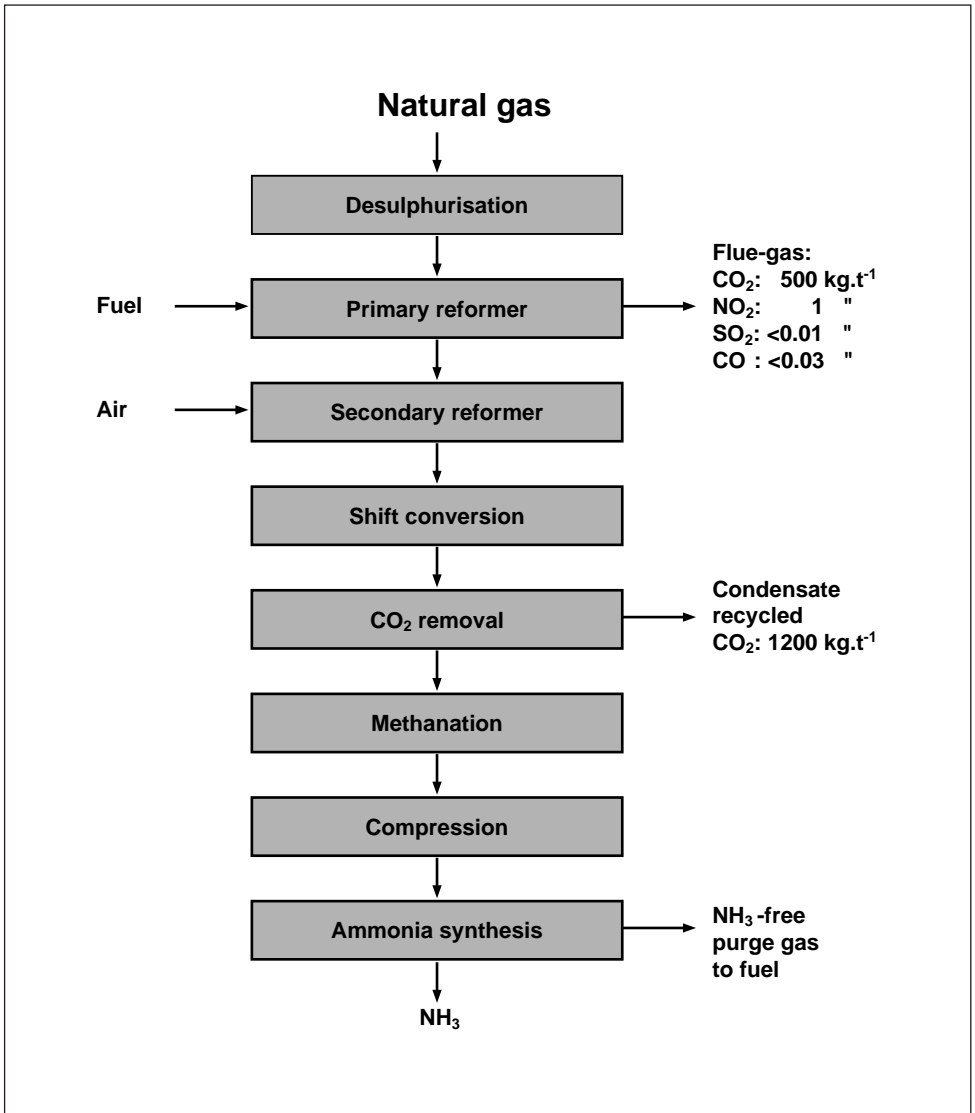 Natural gas
Desulphurisation
Flue-gas:
CO₂: 500 kg.t⁻¹
NO₂: 1 "
SO₂: <0.01 "
CO : <0.03 "
Fuel
Primary reformer
Air
Secondary reformer
Shift conversion
CO₂ removal
Condensate
recycled
CO₂: 1200 kg.t⁻¹
Methanation
Compression
Ammonia synthesis
NH₃-free
purge gas
to fuel
NH₃